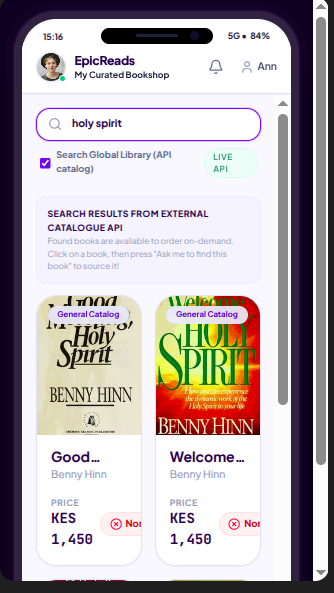 15:16
5G • 84%
EpicReads
My Curated Bookshop
Ann
holy spirit
Search Global Library (API
catalog)
LIVE
API
SEARCH RESULTS FROM EXTERNAL
CATALOGUE API
Found books are available to order on-demand.
Click on a book, then press "Ask me to find this
book" to source it!
General Catalog
Good
Morning,
Holy
Spirit
BENNY HINN
Good...
Benny Hinn
PRICE
KES
1,450
General Catalog
Welcome,
HOLY
SPIRIT
How you can experience
the dynamic work of the
Holy Spirit in your life
BENNY HINN
Welcome...
Benny Hinn
PRICE
KES
1,450